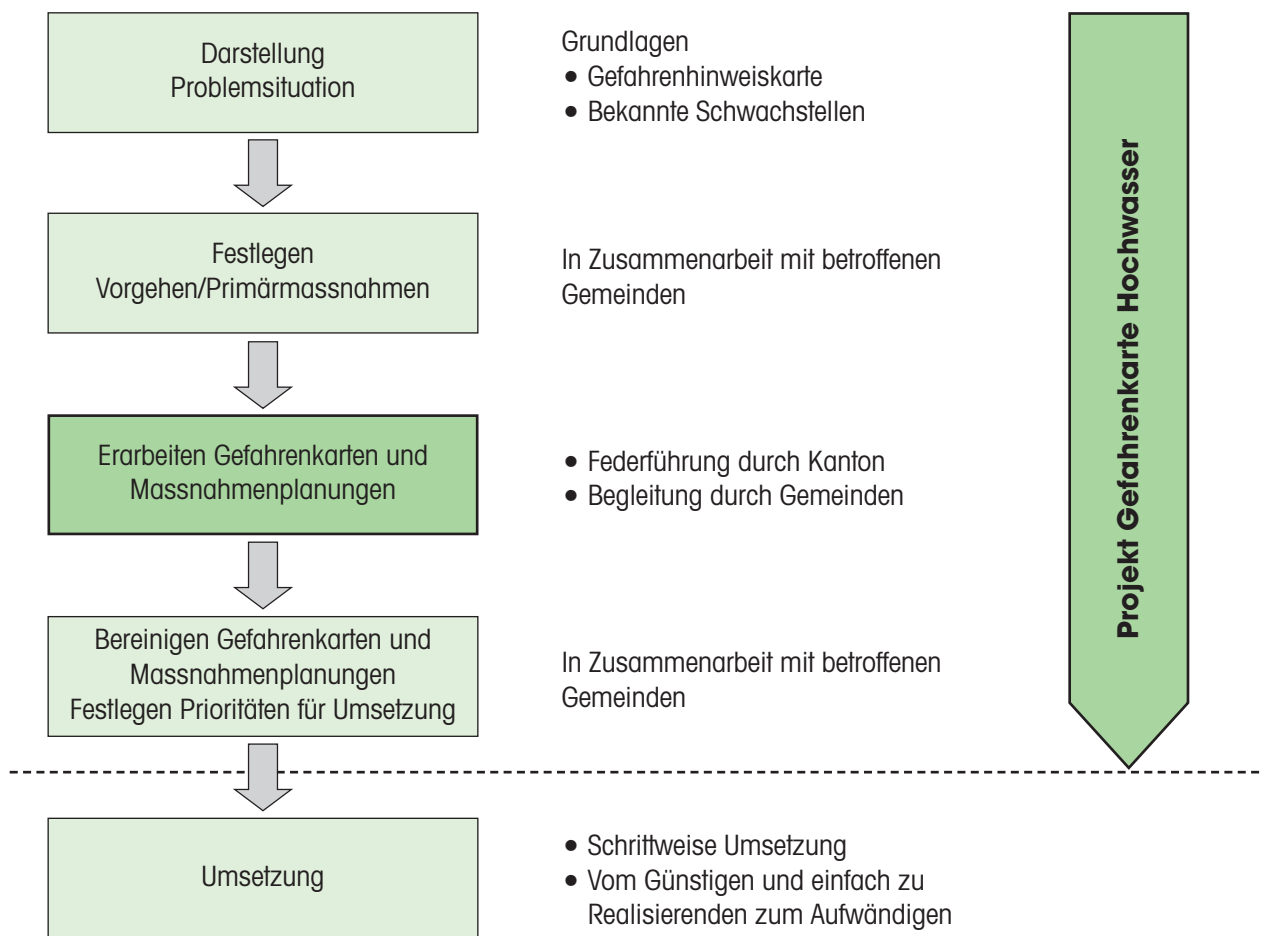 Darstellung
Problemsituation
Grundlagen
• Gefahrenhinweiskarte
• Bekannte Schwachstellen
Festlegen
Vorgehen/Primärmassnahmen
In Zusammenarbeit mit betroffenen
Gemeinden
Erarbeiten Gefahrenkarten und
Massnahmenplanungen
• Federführung durch Kanton
• Begleitung durch Gemeinden
Bereinigen Gefahrenkarten und
Massnahmenplanungen
Festlegen Prioritäten für Umsetzung
In Zusammenarbeit mit betroffenen
Gemeinden
Umsetzung
• Schrittweise Umsetzung
• Vom Günstigen und einfach zu
Realisierenden zum Aufwändigen
Projekt Gefahrenkarte Hochwasser